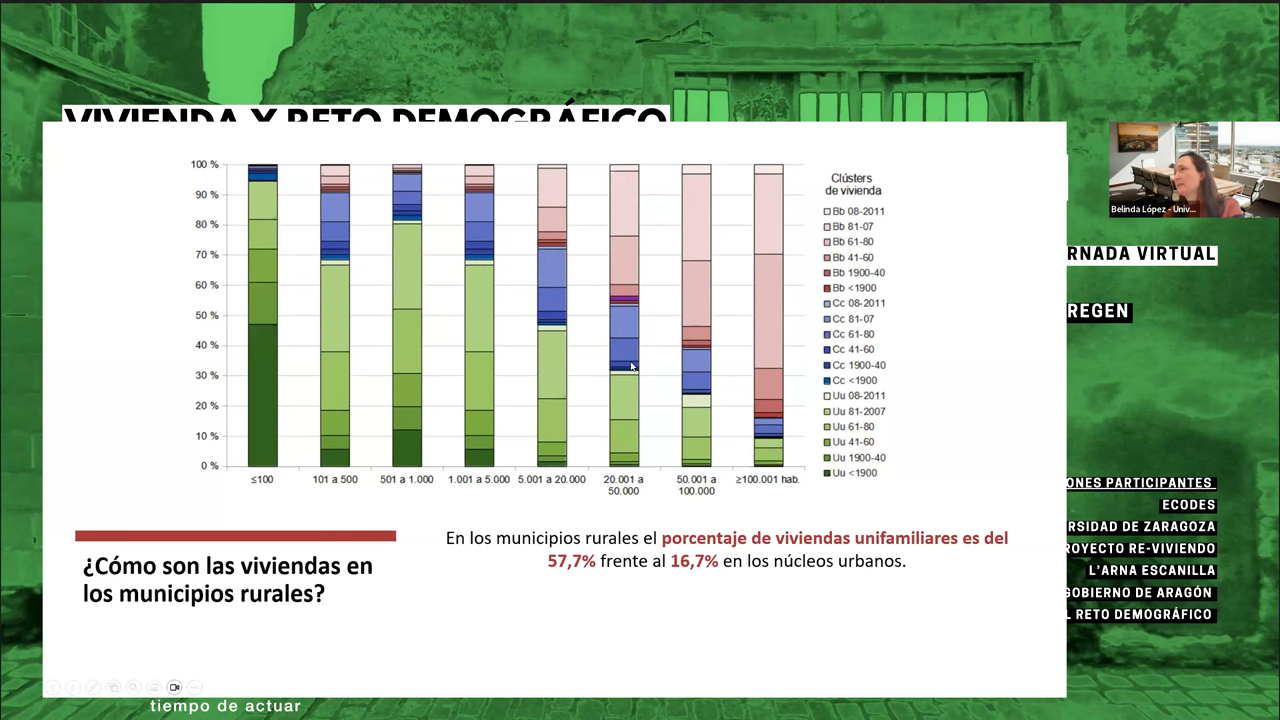 VIVIENDA Y RETO DEMOGRÁFICO
100 %
90 %
80 %
70 %
60 %
50 %
40 %
30 %
20 %
10 %
0 %
≤100
101 a 500
501 a 1.000
1.001 a 5.000
5.001 a 20.000
20.001 a
50.000
50.001 a
100.000
≥100.001 hab.
Clústers
de vivienda
Bb 08-2011
Bb 81-07
Bb 61-80
Bb 41-60
Bb 1900-40
Bb <1900
Cc 08-2011
Cc 81-07
Cc 61-80
Cc 41-60
Cc 1900-40
Cc <1900
Uu 08-2011
Uu 81-2007
Uu 61-80
Uu 41-60
Uu 1900-40
Uu <1900
¿Cómo son las viviendas en
los municipios rurales?
En los municipios rurales el porcentaje de viviendas unifamiliares es del
57,7% frente al 16,7% en los núcleos urbanos.
Belinda López - Univ...
RNADA VIRTUAL
REGEN
ONES PARTICIPANTES
ECODES
RSIDAD DE ZARAGOZA
ROYECTO RE-VIVIENDO
L'ARNA ESCANILLA
GOBIERNO DE ARAGÓN
L RETO DEMOGRÁFICO
tiempo de actuar